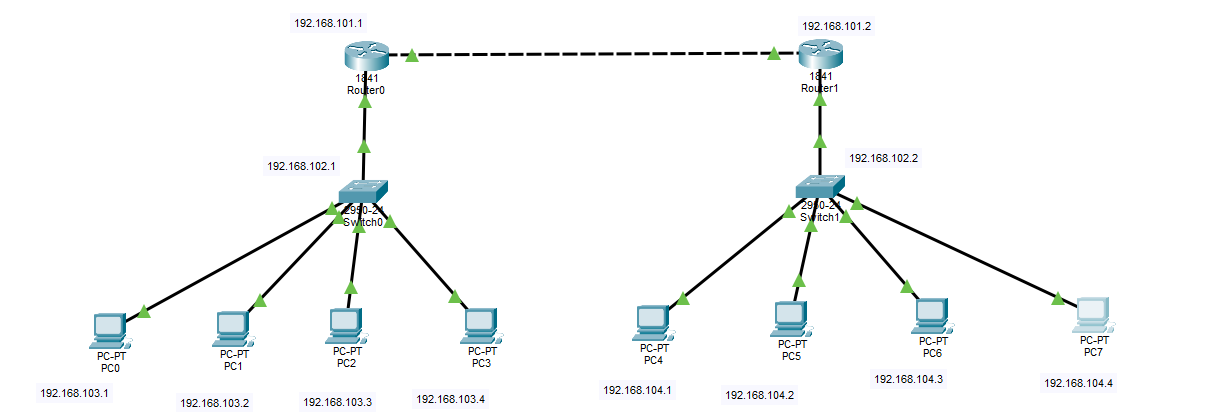 192.168.101.1
192.168.101.2
1841
Router0
1841
Router1
192.168.102.1
192.168.102.2
2950-24
Switch0
2950-24
Switch1
PC-PT
PC0
PC-PT
PC1
PC-PT
PC2
PC-PT
PC3
PC-PT
PC4
PC-PT
PC5
PC-PT
PC6
PC-PT
PC7
192.168.103.1
192.168.103.2
192.168.103.3
192.168.103.4
192.168.104.1
192.168.104.2
192.168.104.3
192.168.104.4